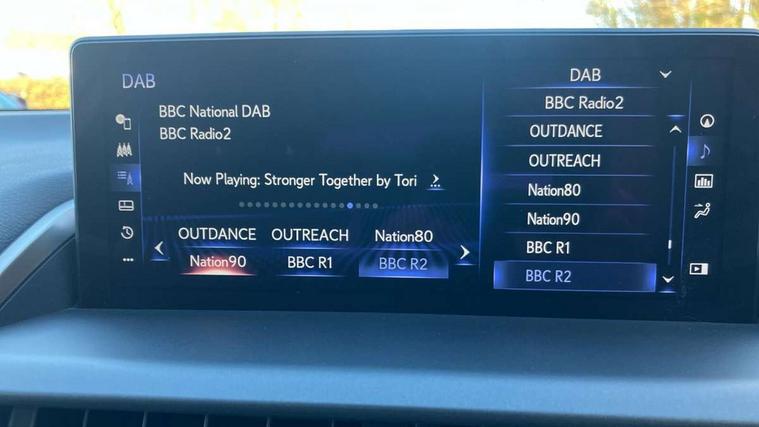 DAB
BBC National DAB
BBC Radio2
Now Playing: Stronger Together by Tori
OUTDANCE OUTREACH Nation80
Nation90 BBC R1 BBC R2
DAB
BBC Radio2
OUTDANCE
OUTREACH
Nation80
Nation90
BBC R1
BBC R2